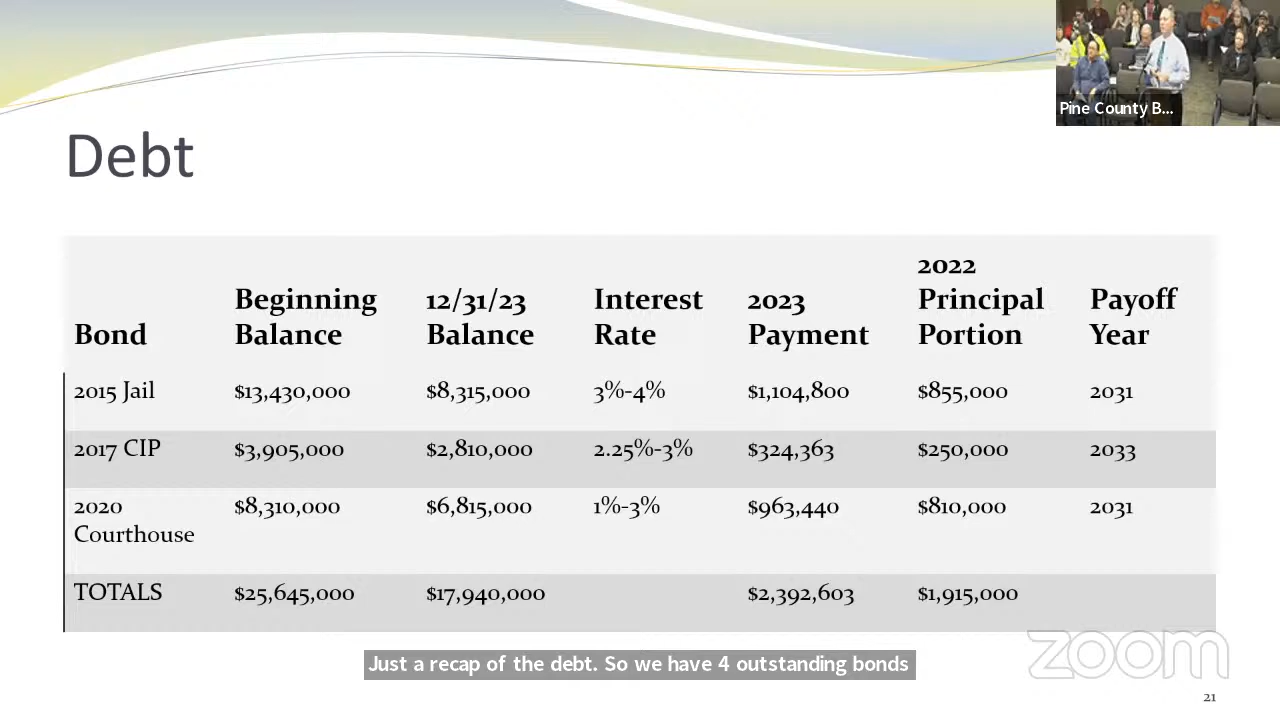 Pine County B...
Debt
Bond Beginning Balance 12/31/23 Balance Interest Rate 2023 Payment 2022 Principal Portion Payoff Year
2015 Jail $13,430,000 $8,315,000 3%-4% $1,104,800 $855,000 2031
2017 CIP $3,905,000 $2,810,000 2.25%-3% $324,363 $250,000 2033
2020 Courthouse $8,310,000 $6,815,000 1%-3% $963,440 $810,000 2031
TOTALS $25,645,000 $17,940,000 $2,392,603 $1,915,000
Just a recap of the debt. So we have 4 outstanding bonds
zoom
21